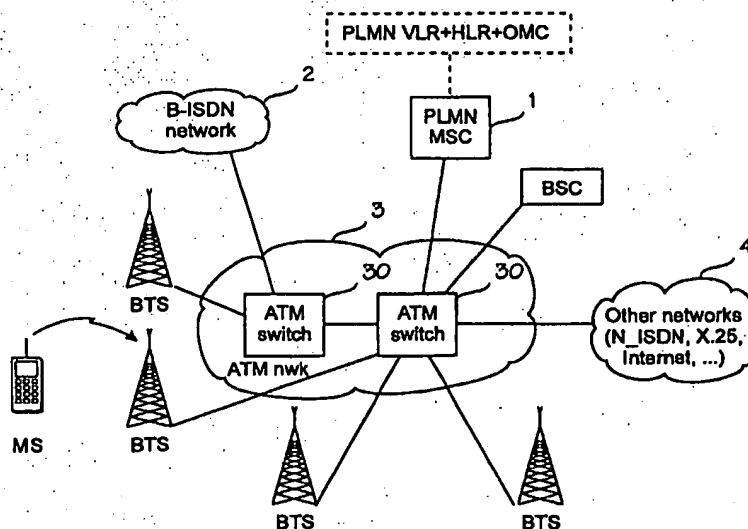 PLMN VLR+HLR+OMC
2
B-ISDN
network
PLMN
MSC
1
BSC
3
BTS
30
30
4
ATM
switch
ATM
switch
Other networks
(N_ISDN, X.25,
Internet, ...)
ATM nwk
MS
BTS
BTS
BTS